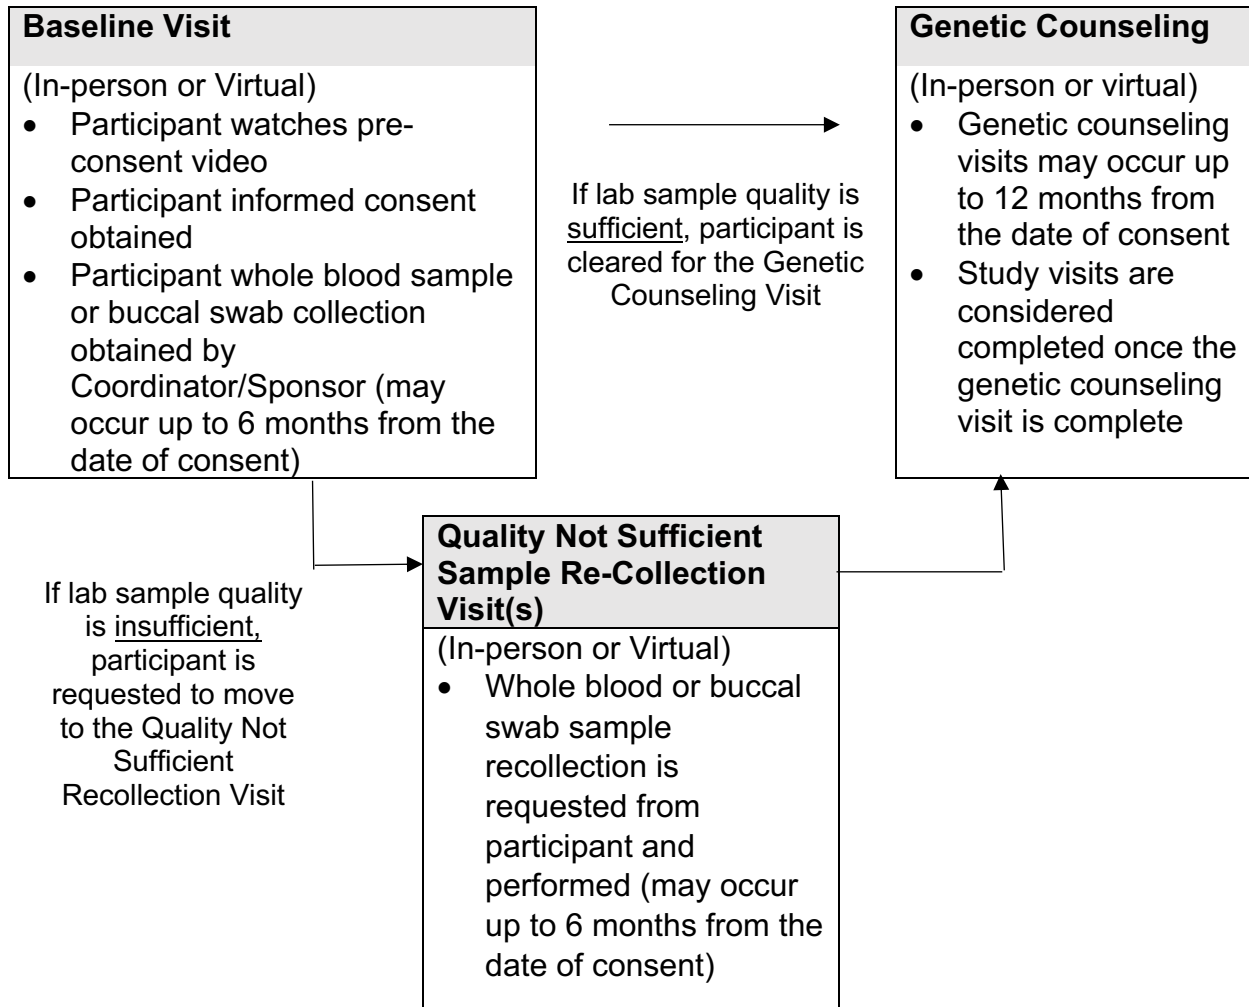 Baseline Visit
(In-person or Virtual)
• Participant watches pre-
consent video
• Participant informed consent
obtained
• Participant whole blood sample
or buccal swab collection
obtained by
Coordinator/Sponsor (may
occur up to 6 months from the
date of consent)
If lab sample quality is
sufficient, participant is
cleared for the Genetic
Counseling Visit
Genetic Counseling
(In-person or virtual)
• Genetic counseling
visits may occur up
to 12 months from
the date of consent
• Study visits are
considered
completed once the
genetic counseling
visit is complete
If lab sample quality
is insufficient,
participant is
requested to move
to the Quality Not
Sufficient
Recollection Visit
Quality Not Sufficient
Sample Re-Collection
Visit(s)
(In-person or Virtual)
• Whole blood or buccal
swab sample
recollection is
requested from
participant and
performed (may occur
up to 6 months from the
date of consent)